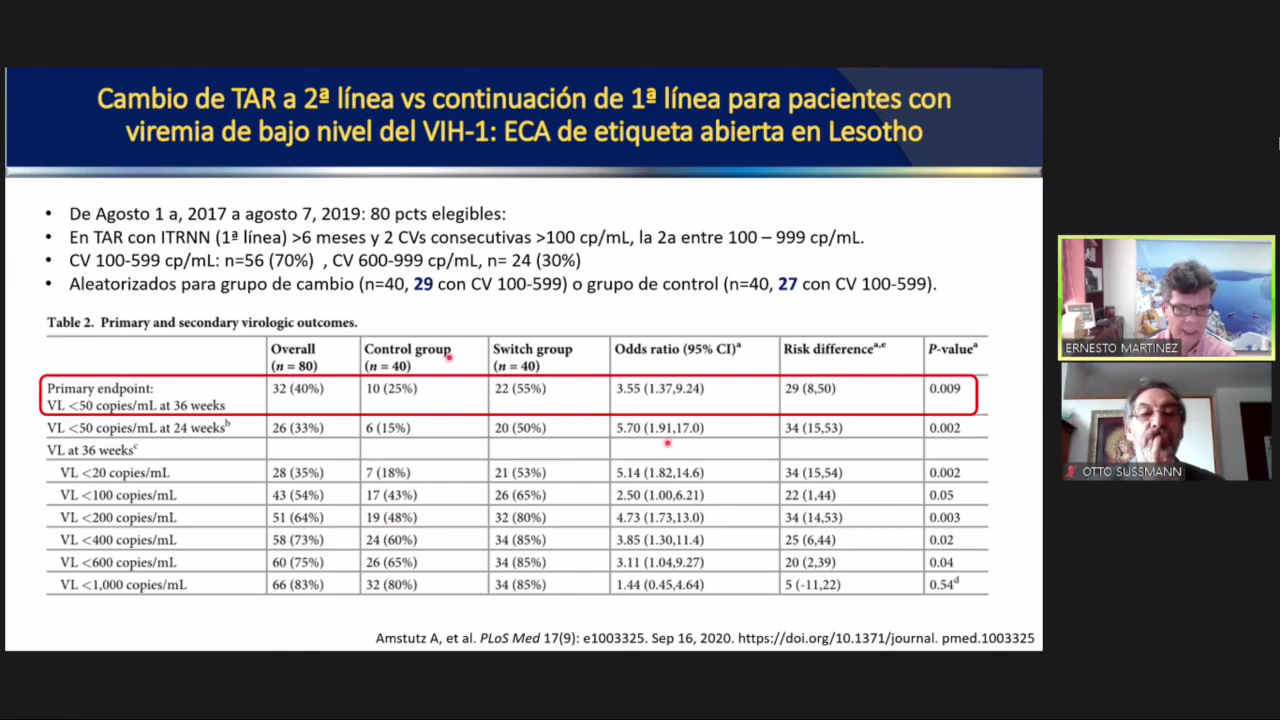 Cambio de TAR a 2ª línea vs continuación de 1ª línea para pacientes con
viremia de bajo nivel del VIH-1: ECA de etiqueta abierta en Lesotho
• De Agosto 1 a, 2017 a agosto 7, 2019: 80 pcts elegibles:
• En TAR con ITRNN (1ª línea) >6 meses y 2 CVs consecutivas >100 cp/mL, la 2a entre 100 – 999 cp/mL.
• CV 100-599 cp/mL: n=56 (70%) , CV 600-999 cp/mL, n= 24 (30%)
• Aleatorizados para grupo de cambio (n=40, 29 con CV 100-599) o grupo de control (n=40, 27 con CV 100-599).
Table 2. Primary and secondary virologic outcomes.
Overall Control group Switch group Odds ratio (95% CI)a Risk differencea,e P-valuea
(n = 80) (n = 40) (n = 40)
Primary endpoint: 32 (40%) 10 (25%) 22 (55%) 3.55 (1.37,9.24) 29 (8,50) 0.009
VL <50 copies/mL at 36 weeks
VL <50 copies/mL at 24 weeksb 26 (33%) 6 (15%) 20 (50%) 5.70 (1.91,17.0) 34 (15,53) 0.002
VL at 36 weeksc
VL <20 copies/mL 28 (35%) 7 (18%) 21 (53%) 5.14 (1.82,14.6) 34 (15,54) 0.002
VL <100 copies/mL 43 (54%) 17 (43%) 26 (65%) 2.50 (1.00,6.21) 22 (1,44) 0.05
VL <200 copies/mL 51 (64%) 19 (48%) 32 (80%) 4.73 (1.73,13.0) 34 (14,53) 0.003
VL <400 copies/mL 58 (73%) 24 (60%) 34 (85%) 3.85 (1.30,11.4) 25 (6,44) 0.02
VL <600 copies/mL 60 (75%) 26 (65%) 34 (85%) 3.11 (1.04,9.27) 20 (2,39) 0.04
VL <1,000 copies/mL 66 (83%) 32 (80%) 34 (85%) 1.44 (0.45,4.64) 5 (-11,22) 0.54d
Amstutz A, et al. PLoS Med 17(9): e1003325. Sep 16, 2020. https://doi.org/10.1371/journal. pmed.1003325
ERNESTO MARTINEZ
OTTO SUSSMANN